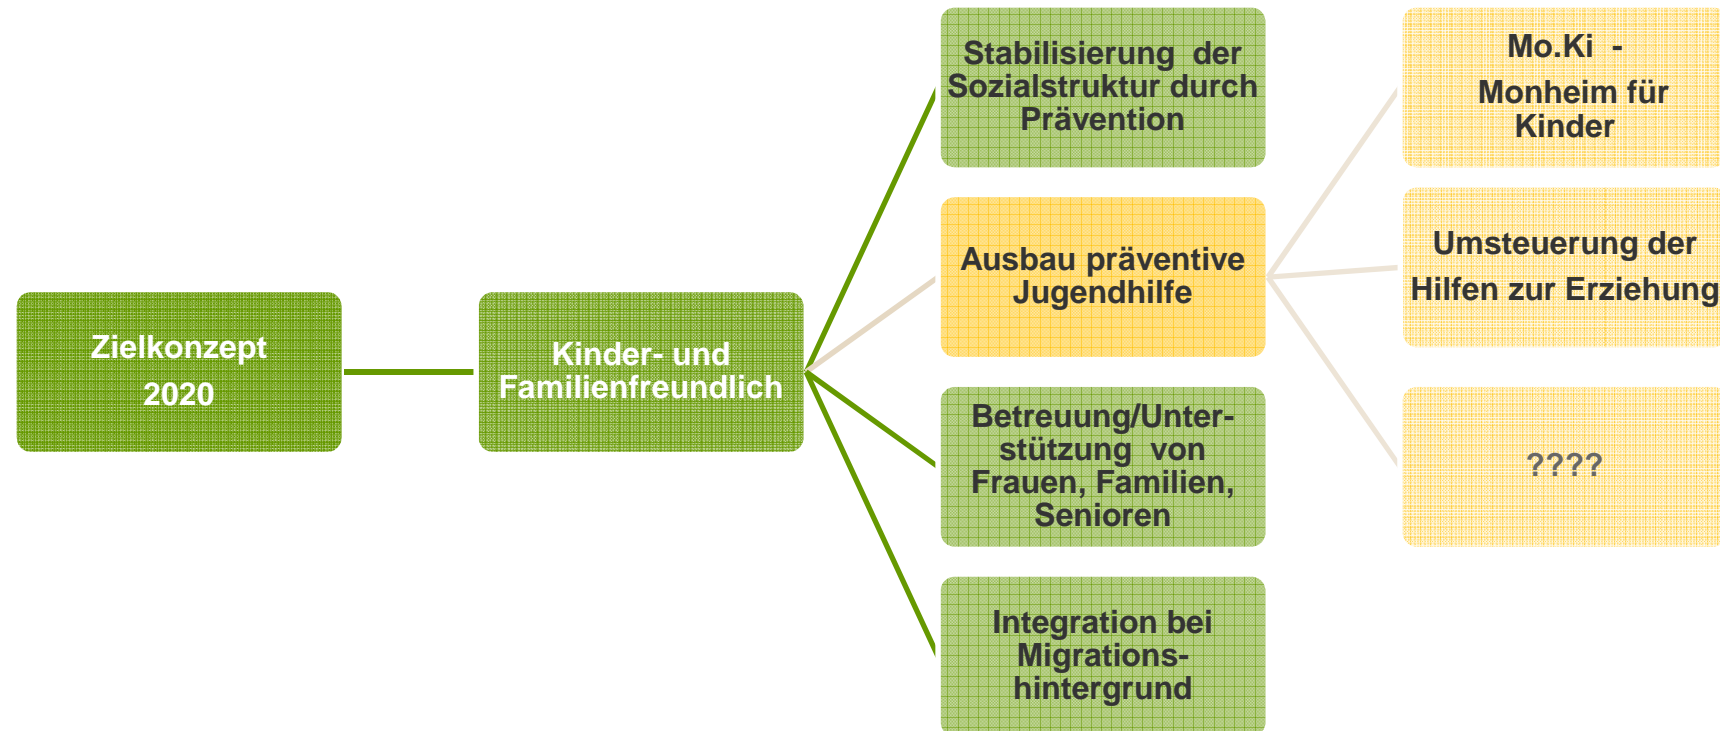 Zielkonzept
2020
Kinder- und
Familienfreundlich
Stabilisierung der
Sozialstruktur durch
Prävention
Ausbau präventive
Jugendhilfe
Betreuung/Unter-
stützung von
Frauen, Familien,
Senioren
Integration bei
Migrations-
hintergrund
Mo.Ki -
Monheim für
Kinder
Umsteuerung der
Hilfen zur Erziehung
????